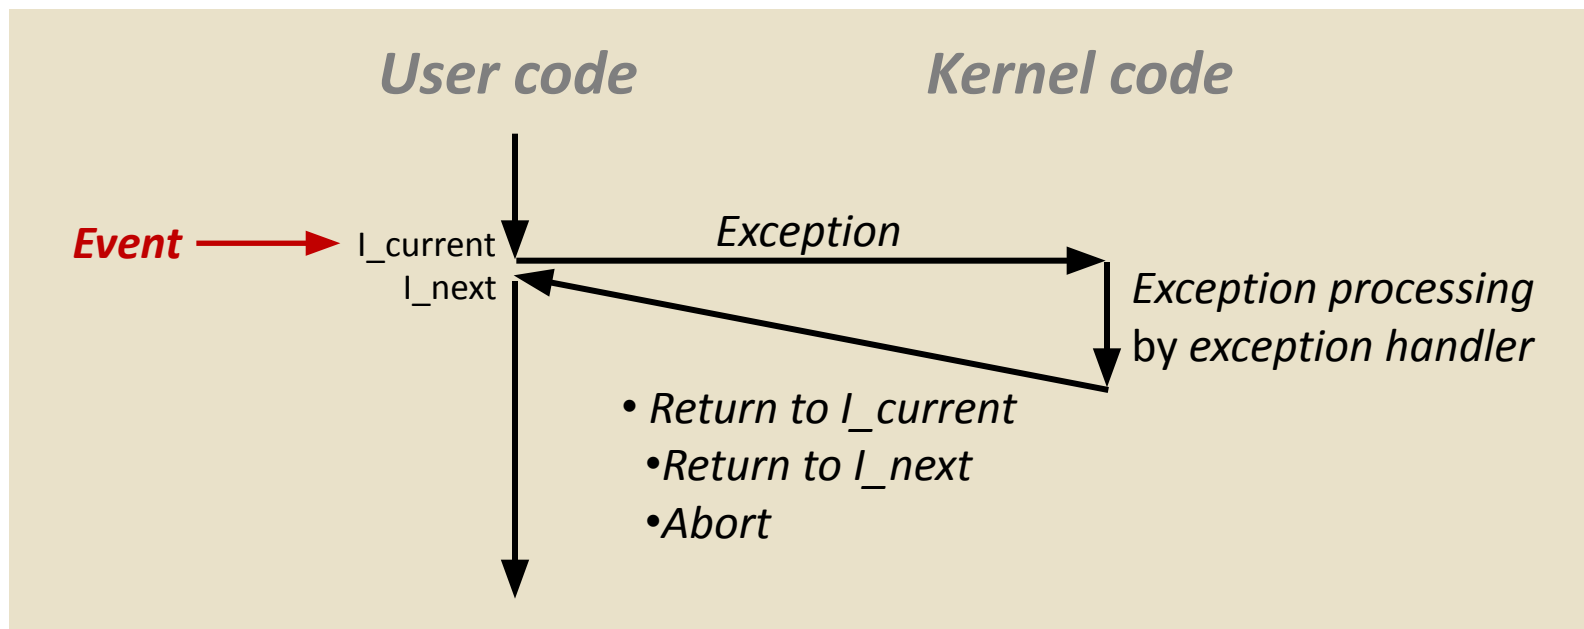 User code
Kernel code
Event
I_current
Exception
I_next
Exception processing
by exception handler
• Return to I_current
•Return to I_next
•Abort